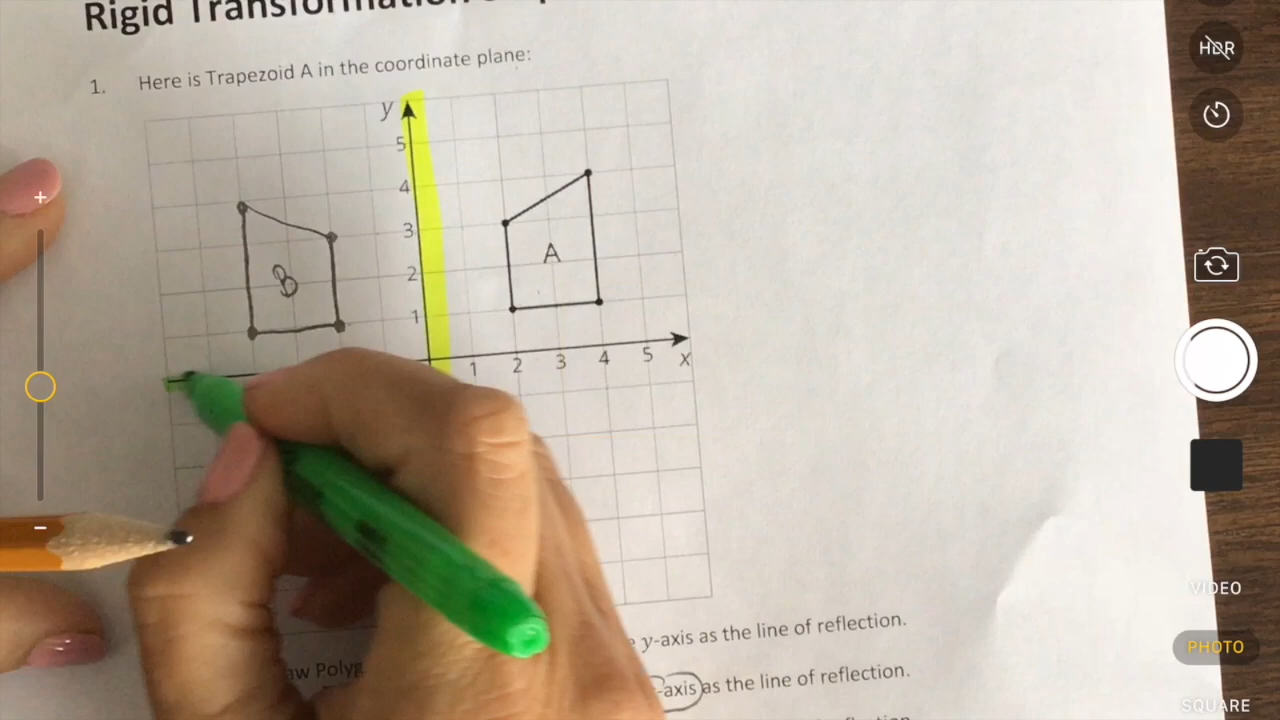 Rigid Transformation
1. Here is Trapezoid A in the coordinate plane:
y
5
4
3
2
1
A
B
1 2 3 4 5 x
y-axis as the line of reflection.
-axis as the line of reflection.
HDR
+
-
VIDEO
PHOTO
SQUARE